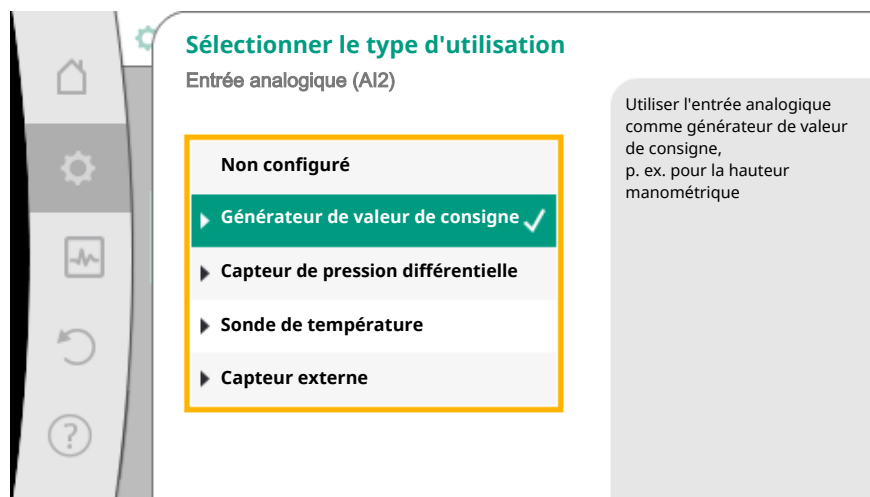 Sélectionner le type d'utilisation
Entrée analogique (AI2)
Non configuré
Générateur de valeur de consigne
Capteur de pression différentielle
Sonde de température
Capteur externe
Utiliser l'entrée analogique
comme générateur de valeur
de consigne,
p. ex. pour la hauteur
manométrique
?